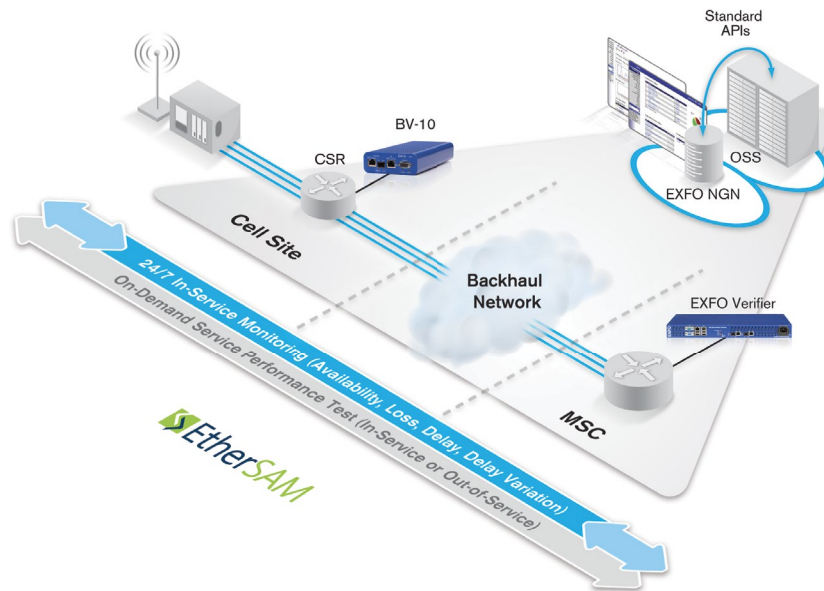 Standard
APIs
BV-10
CSR
OSS
EXFO NGN
Cell Site
Backhaul
Network
EXFO Verifier
MSC
24/7 In-Service Monitoring (Availability, Loss, Delay, Delay Variation)
On-Demand Service Performance Test (In-Service or Out-of-Service)
EtherSAM